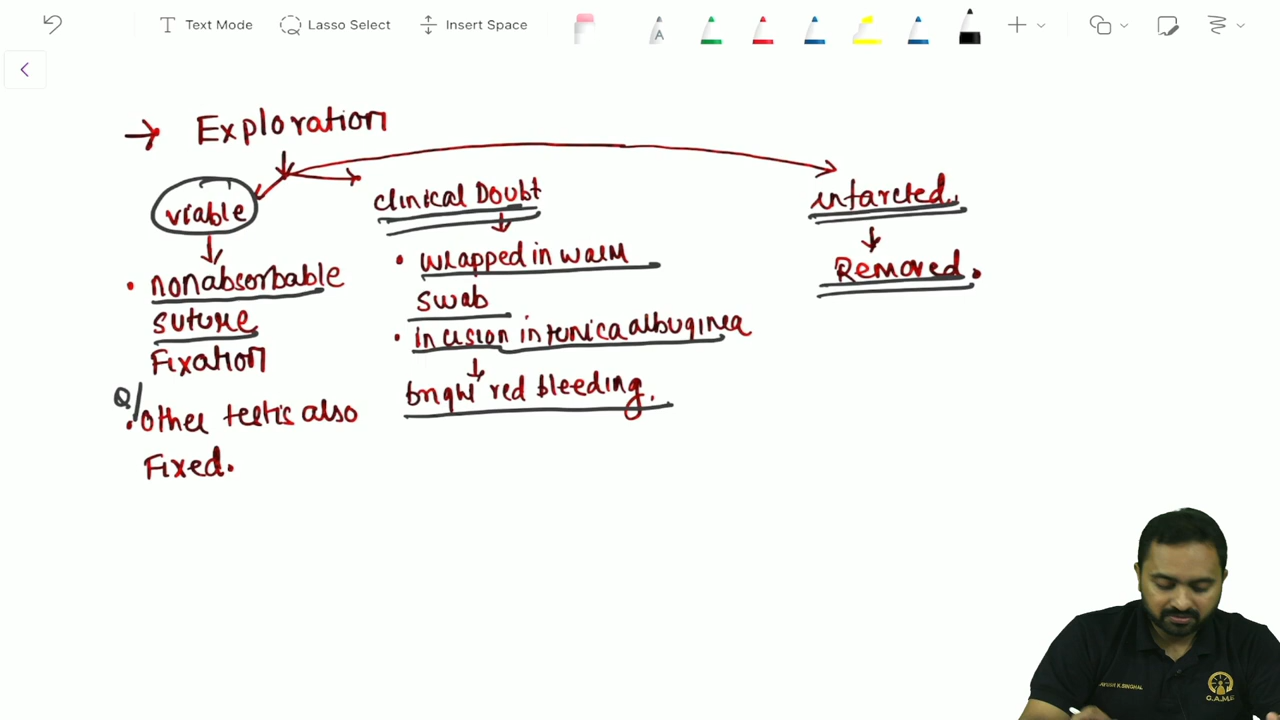 Text Mode
Lasso Select
Insert Space
A
→ Exploration
viable
clinical Doubt
infarcted.
Removed.
• nonabsorbable
suture
Fixation
Q/
• other testis also
Fixed.
• wrapped in warm
swab
• Incision in tunica albuginea
bright red bleeding.
G.A.M.E